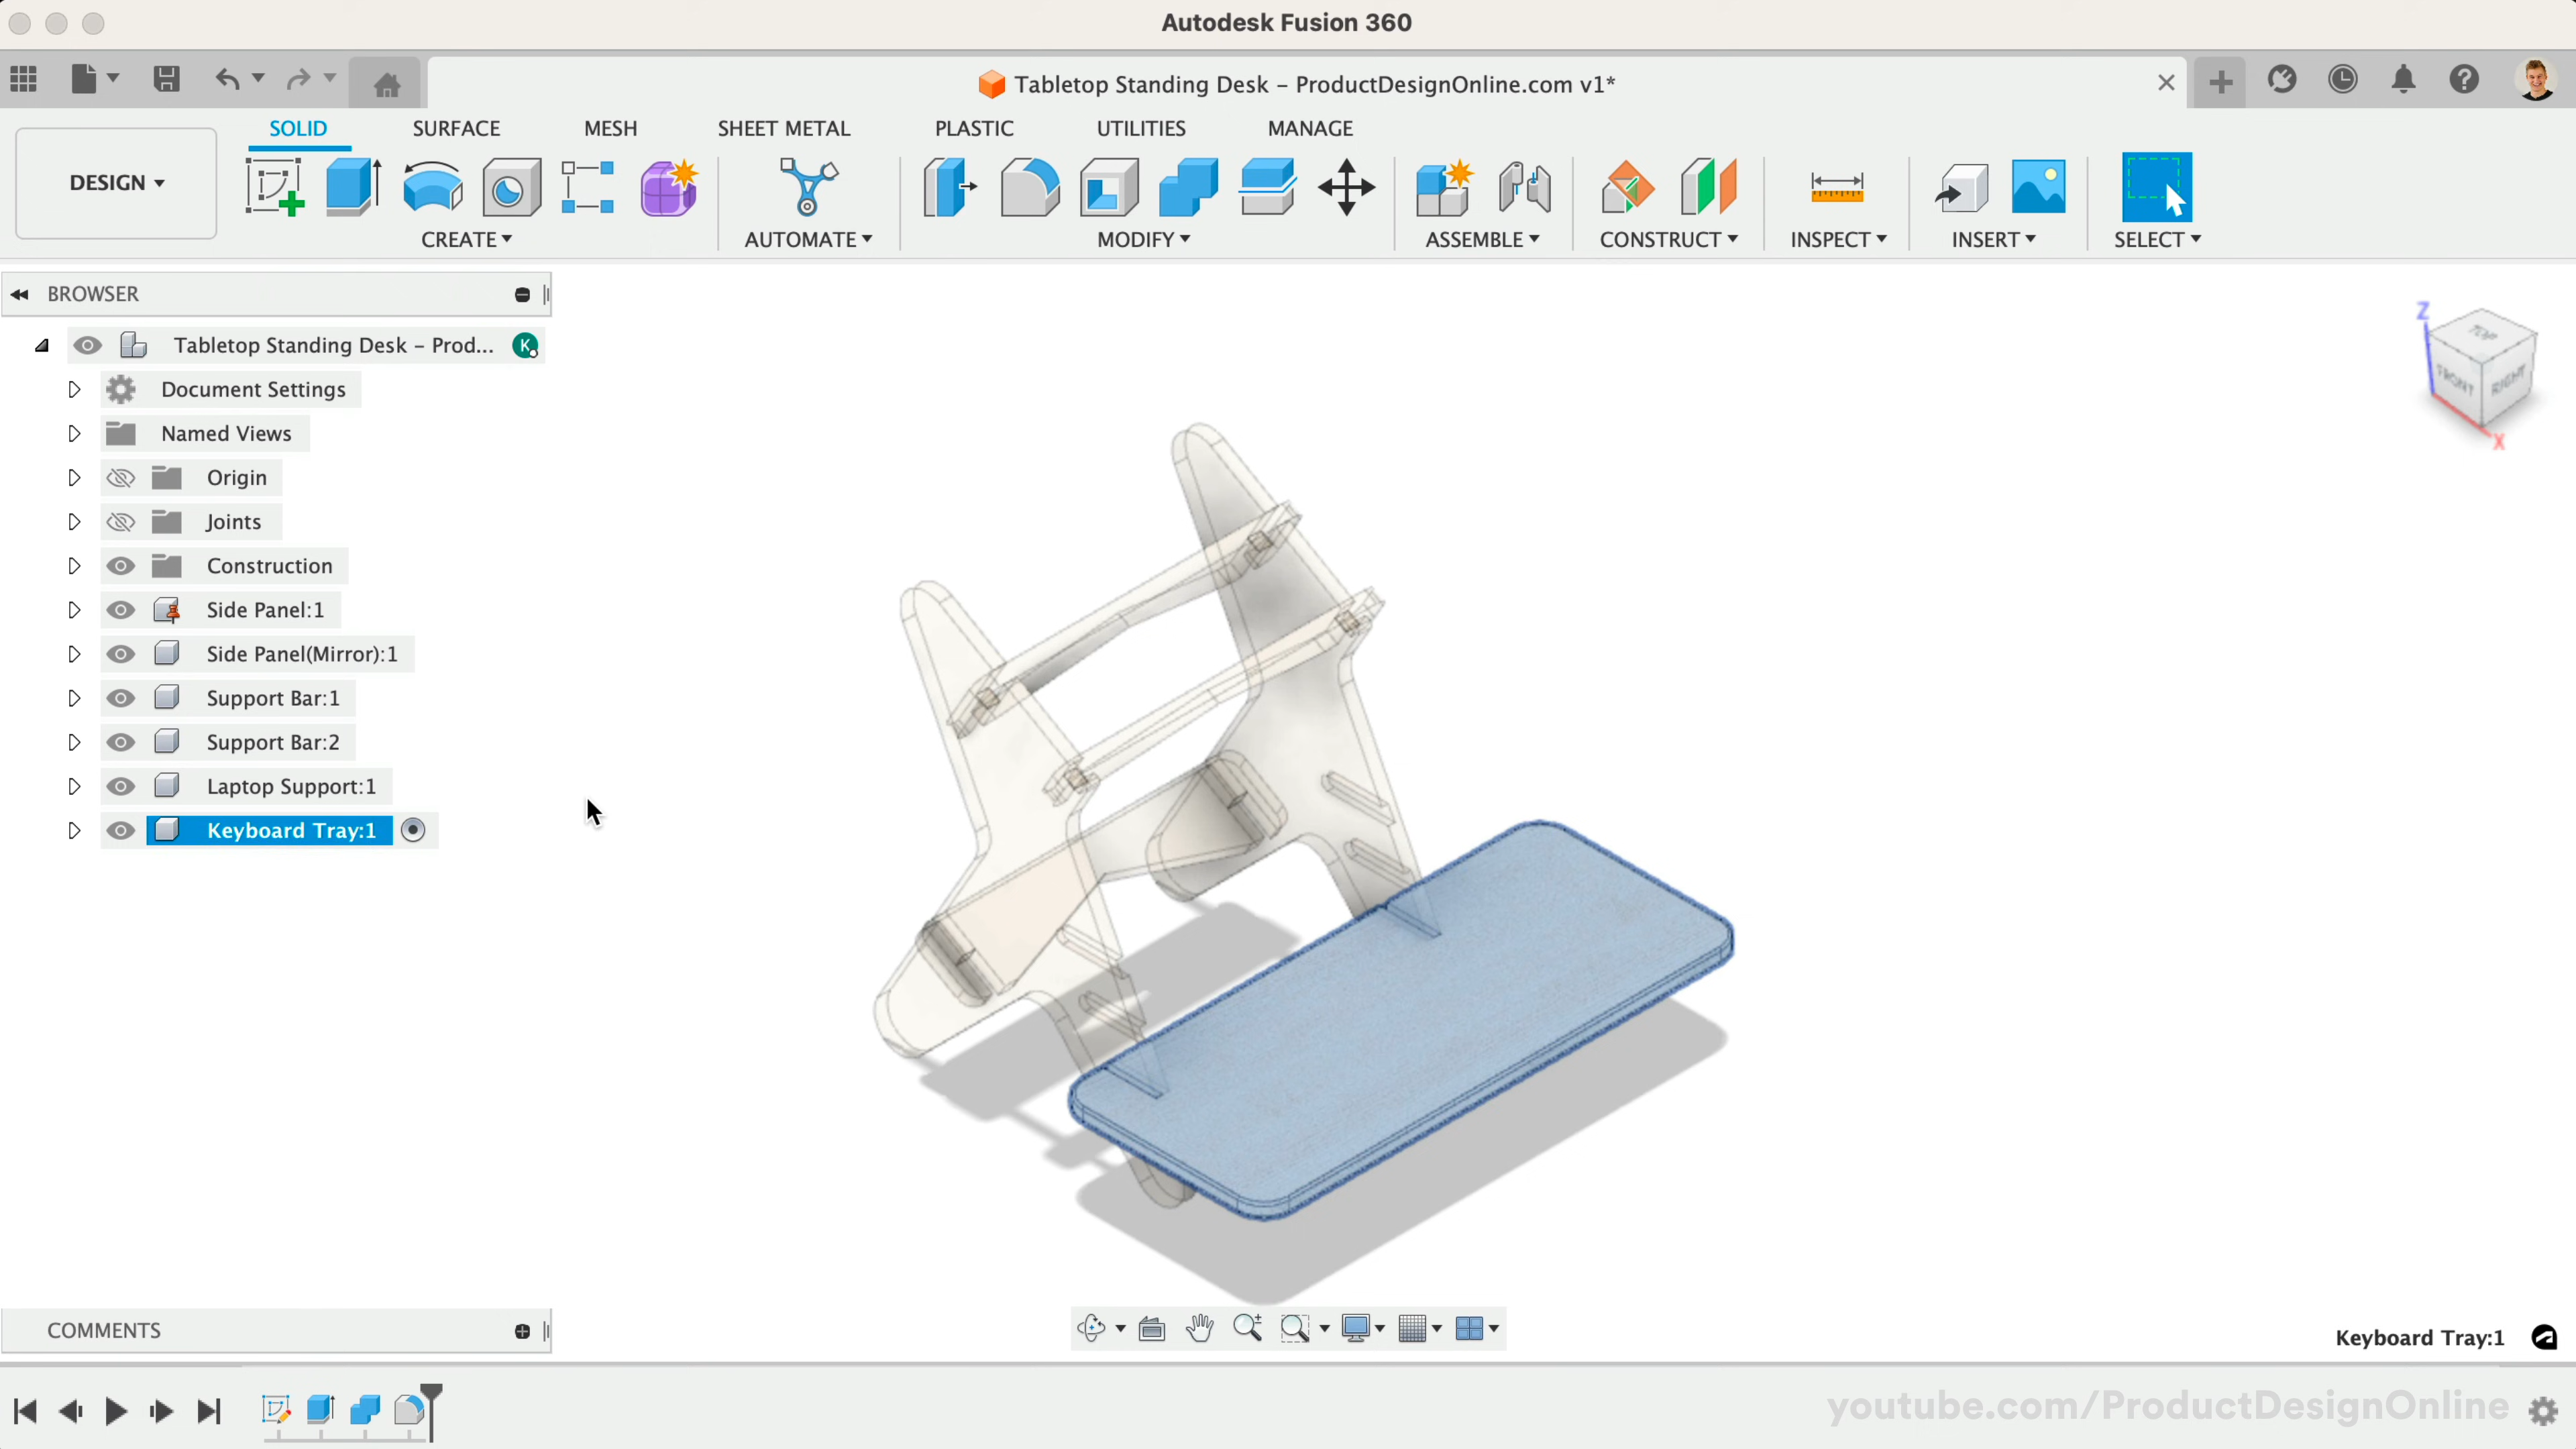 Autodesk Fusion 360
Tabletop Standing Desk – ProductDesignOnline.com v1*
SOLID SURFACE MESH SHEET METAL PLASTIC UTILITIES MANAGE
DESIGN
CREATE AUTOMATE MODIFY ASSEMBLE CONSTRUCT INSPECT INSERT SELECT
BROWSER
Tabletop Standing Desk – Prod... K
Document Settings
Named Views
Origin
Joints
Construction
Side Panel:1
Side Panel(Mirror):1
Support Bar:1
Support Bar:2
Laptop Support:1
Keyboard Tray:1
Z
TOP
FRONT RIGHT
X
COMMENTS
Keyboard Tray:1
youtube.com/ProductDesignOnline